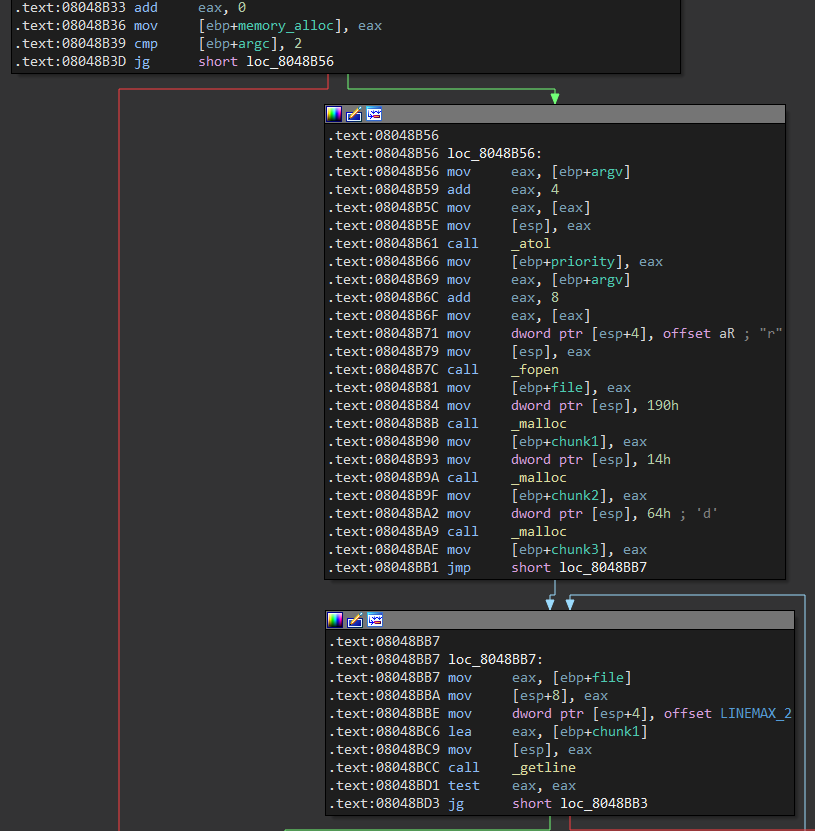 .text:08048B33 add eax, 0
.text:08048B36 mov [ebp+memory_alloc], eax
.text:08048B39 cmp [ebp+argc], 2
.text:08048B3D jg short loc_8048B56
.text:08048B56
.text:08048B56 loc_8048B56:
.text:08048B56 mov eax, [ebp+argv]
.text:08048B59 add eax, 4
.text:08048B5C mov eax, [eax]
.text:08048B5E mov [esp], eax
.text:08048B61 call _atol
.text:08048B66 mov [ebp+priority], eax
.text:08048B69 mov eax, [ebp+argv]
.text:08048B6C add eax, 8
.text:08048B6F mov eax, [eax]
.text:08048B71 mov dword ptr [esp+4], offset aR ; "r"
.text:08048B79 mov [esp], eax
.text:08048B7C call _fopen
.text:08048B81 mov [ebp+file], eax
.text:08048B84 mov dword ptr [esp], 190h
.text:08048B8B call _malloc
.text:08048B90 mov [ebp+chunk1], eax
.text:08048B93 mov dword ptr [esp], 14h
.text:08048B9A call _malloc
.text:08048B9F mov [ebp+chunk2], eax
.text:08048BA2 mov dword ptr [esp], 64h ; 'd'
.text:08048BA9 call _malloc
.text:08048BAE mov [ebp+chunk3], eax
.text:08048BB1 jmp short loc_8048BB7
.text:08048BB7
.text:08048BB7 loc_8048BB7:
.text:08048BB7 mov eax, [ebp+file]
.text:08048BBA mov [esp+8], eax
.text:08048BBE mov dword ptr [esp+4], offset LINEMAX_2
.text:08048BC6 lea eax, [ebp+chunk1]
.text:08048BC9 mov [esp], eax
.text:08048BCC call _getline
.text:08048BD1 test eax, eax
.text:08048BD3 jg short loc_8048BB3